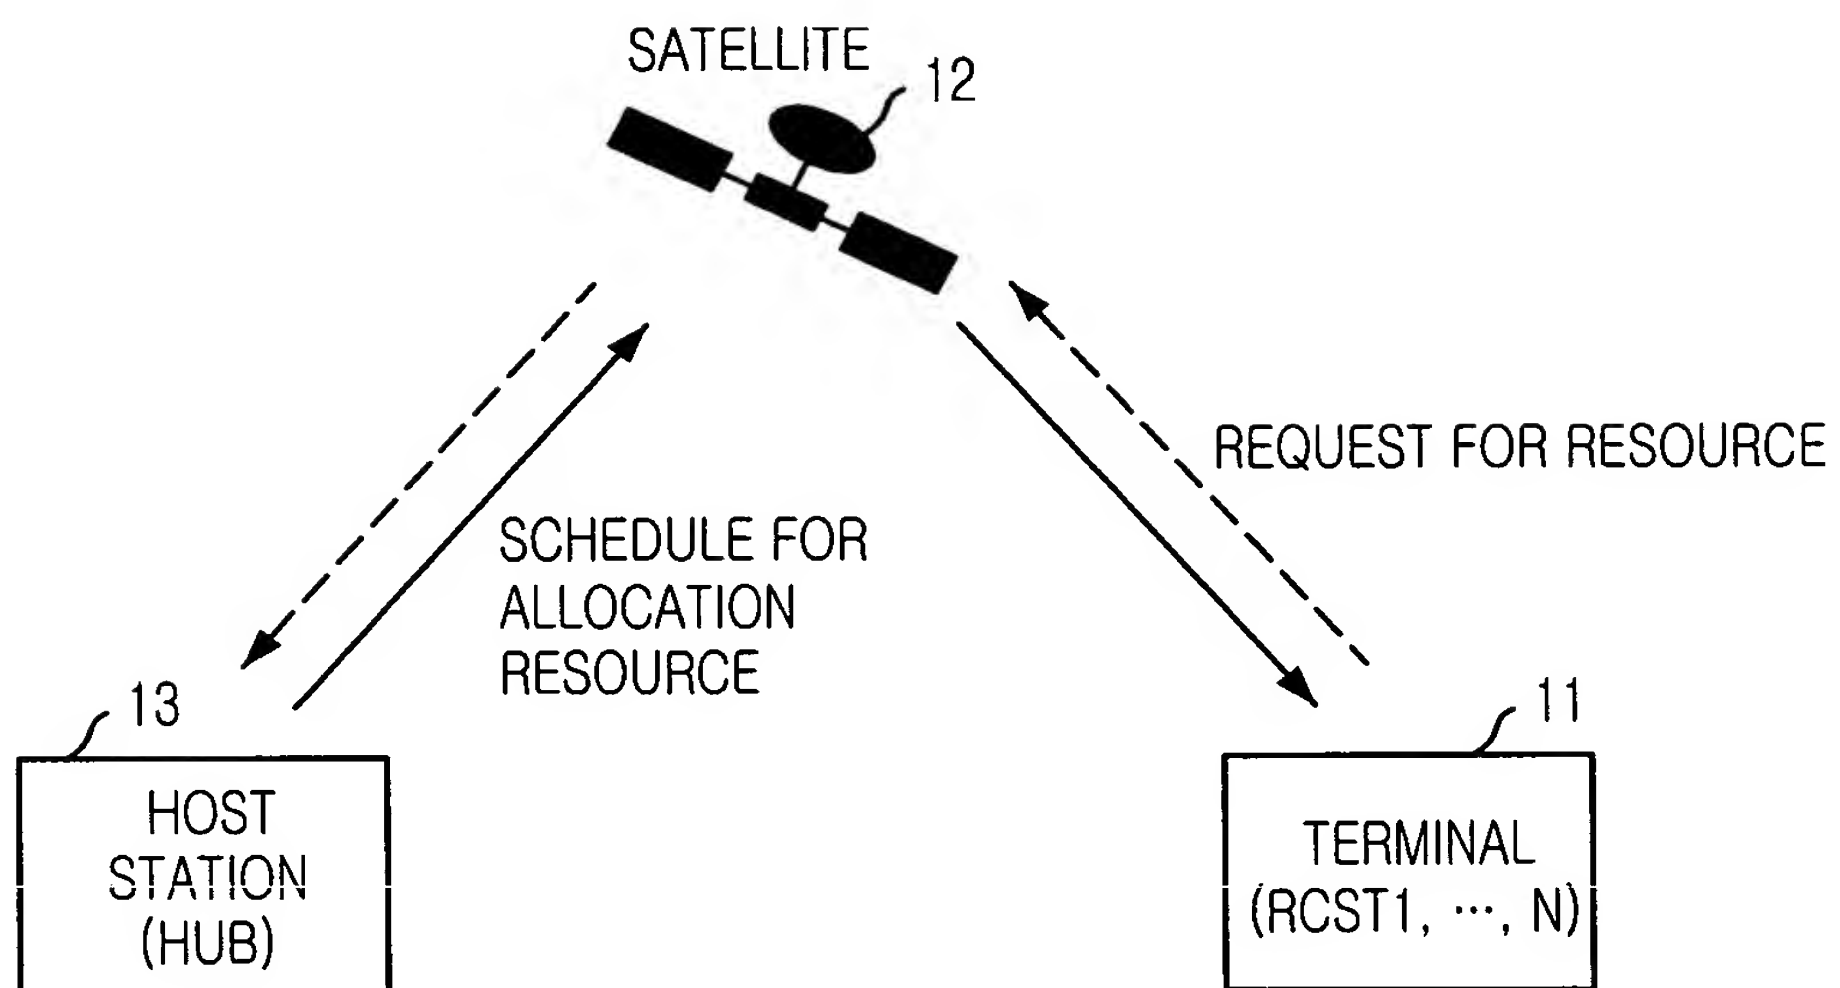 SATELLITE
12
REQUEST FOR RESOURCE
SCHEDULE FOR
ALLOCATION
RESOURCE
13
11
HOST
STATION
(HUB)
TERMINAL
(RCST1, ···, N)